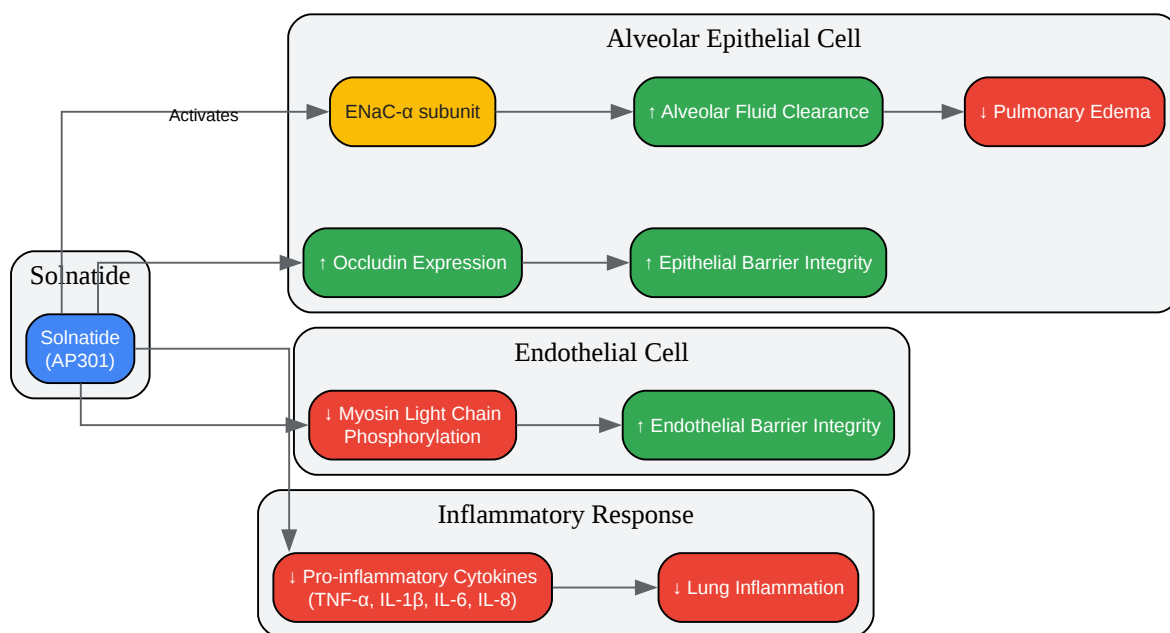 Alveolar Epithelial Cell
Activates
ENaC-α subunit
↑ Alveolar Fluid Clearance
↓ Pulmonary Edema
↑ Occludin Expression
↑ Epithelial Barrier Integrity
Solnatide
Solnatide
(AP301)
Endothelial Cell
↓ Myosin Light Chain
Phosphorylation
↑ Endothelial Barrier Integrity
Inflammatory Response
↓ Pro-inflammatory Cytokines
(TNF-α, IL-1β, IL-6, IL-8)
↓ Lung Inflammation